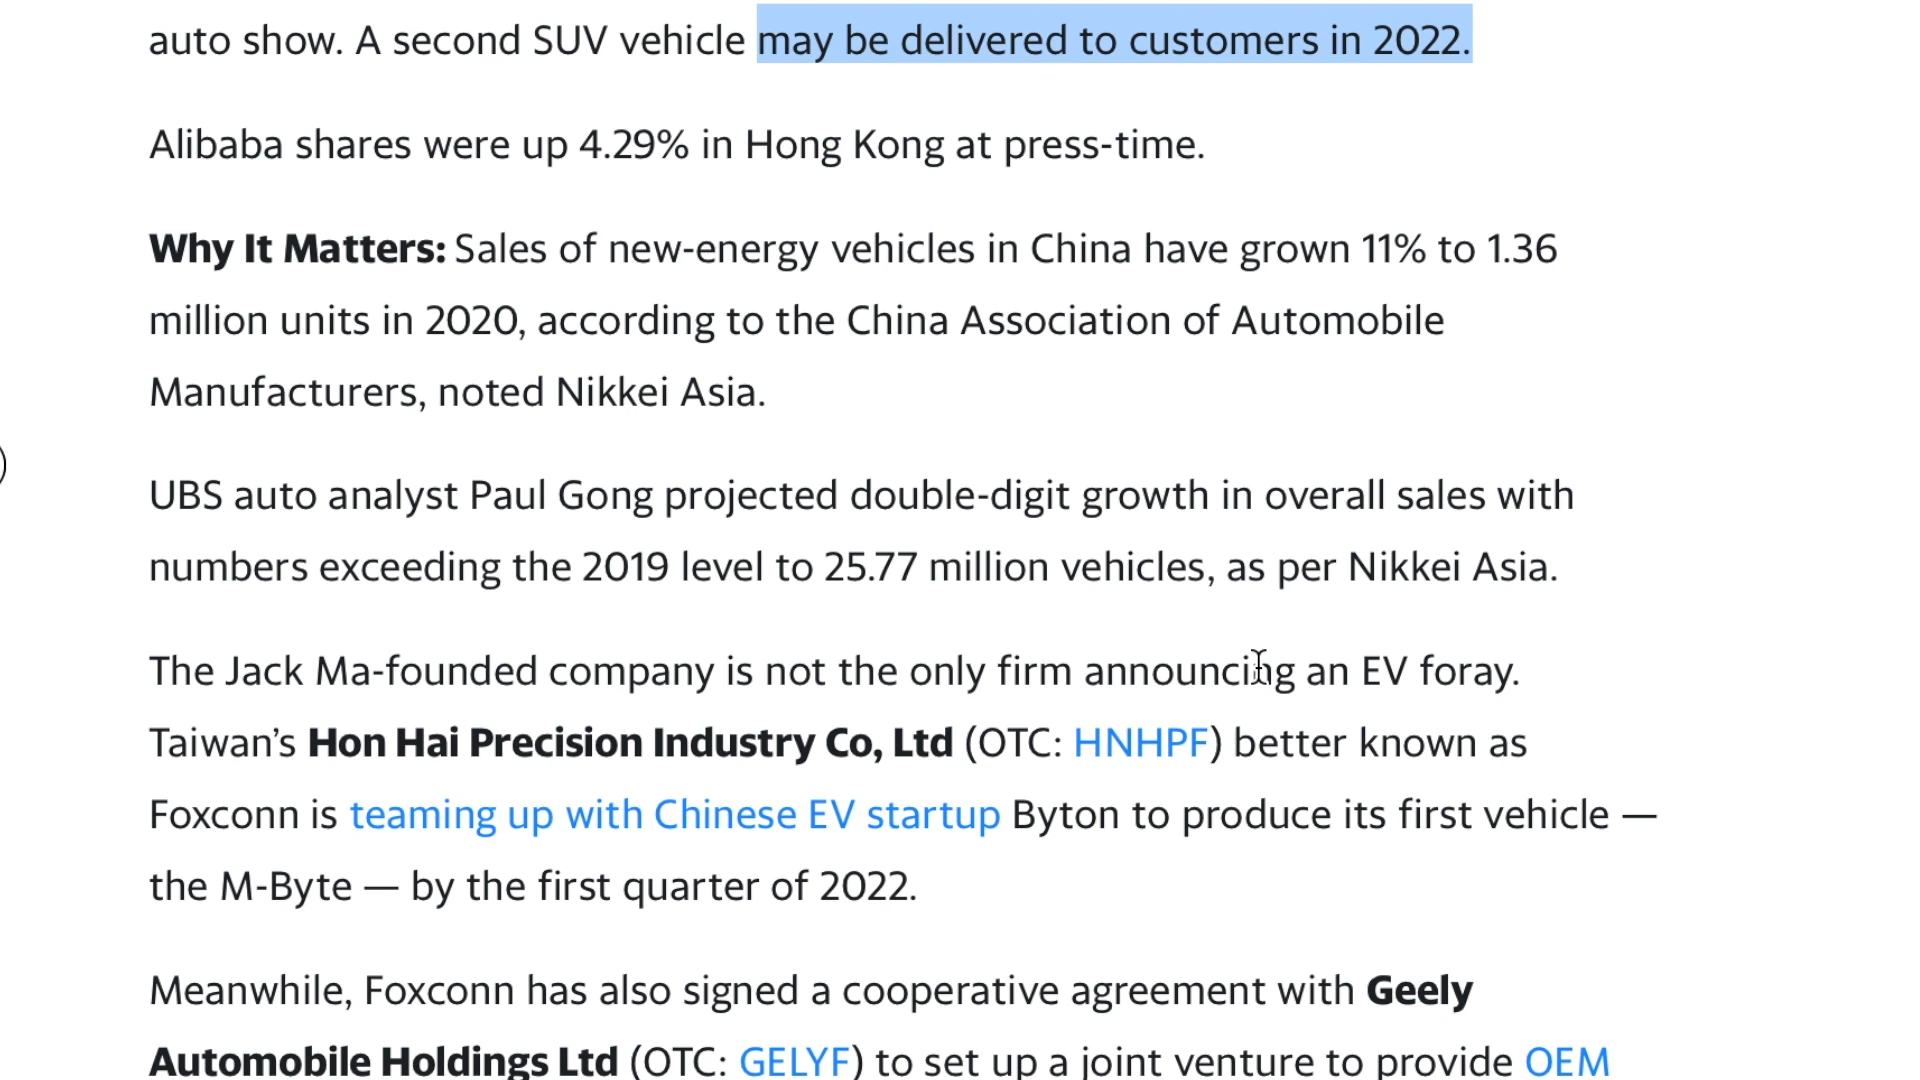 auto show. A second SUV vehicle may be delivered to customers in 2022.
Alibaba shares were up 4.29% in Hong Kong at press-time.
Why It Matters: Sales of new-energy vehicles in China have grown 11% to 1.36
million units in 2020, according to the China Association of Automobile
Manufacturers, noted Nikkei Asia.
UBS auto analyst Paul Gong projected double-digit growth in overall sales with
numbers exceeding the 2019 level to 25.77 million vehicles, as per Nikkei Asia.
The Jack Ma-founded company is not the only firm announcing an EV foray.
Taiwan’s Hon Hai Precision Industry Co, Ltd (OTC: HNHPF) better known as
Foxconn is teaming up with Chinese EV startup Byton to produce its first vehicle —
the M-Byte — by the first quarter of 2022.
Meanwhile, Foxconn has also signed a cooperative agreement with Geely
Automobile Holdings Ltd (OTC: GELYF) to set up a joint venture to provide OEM